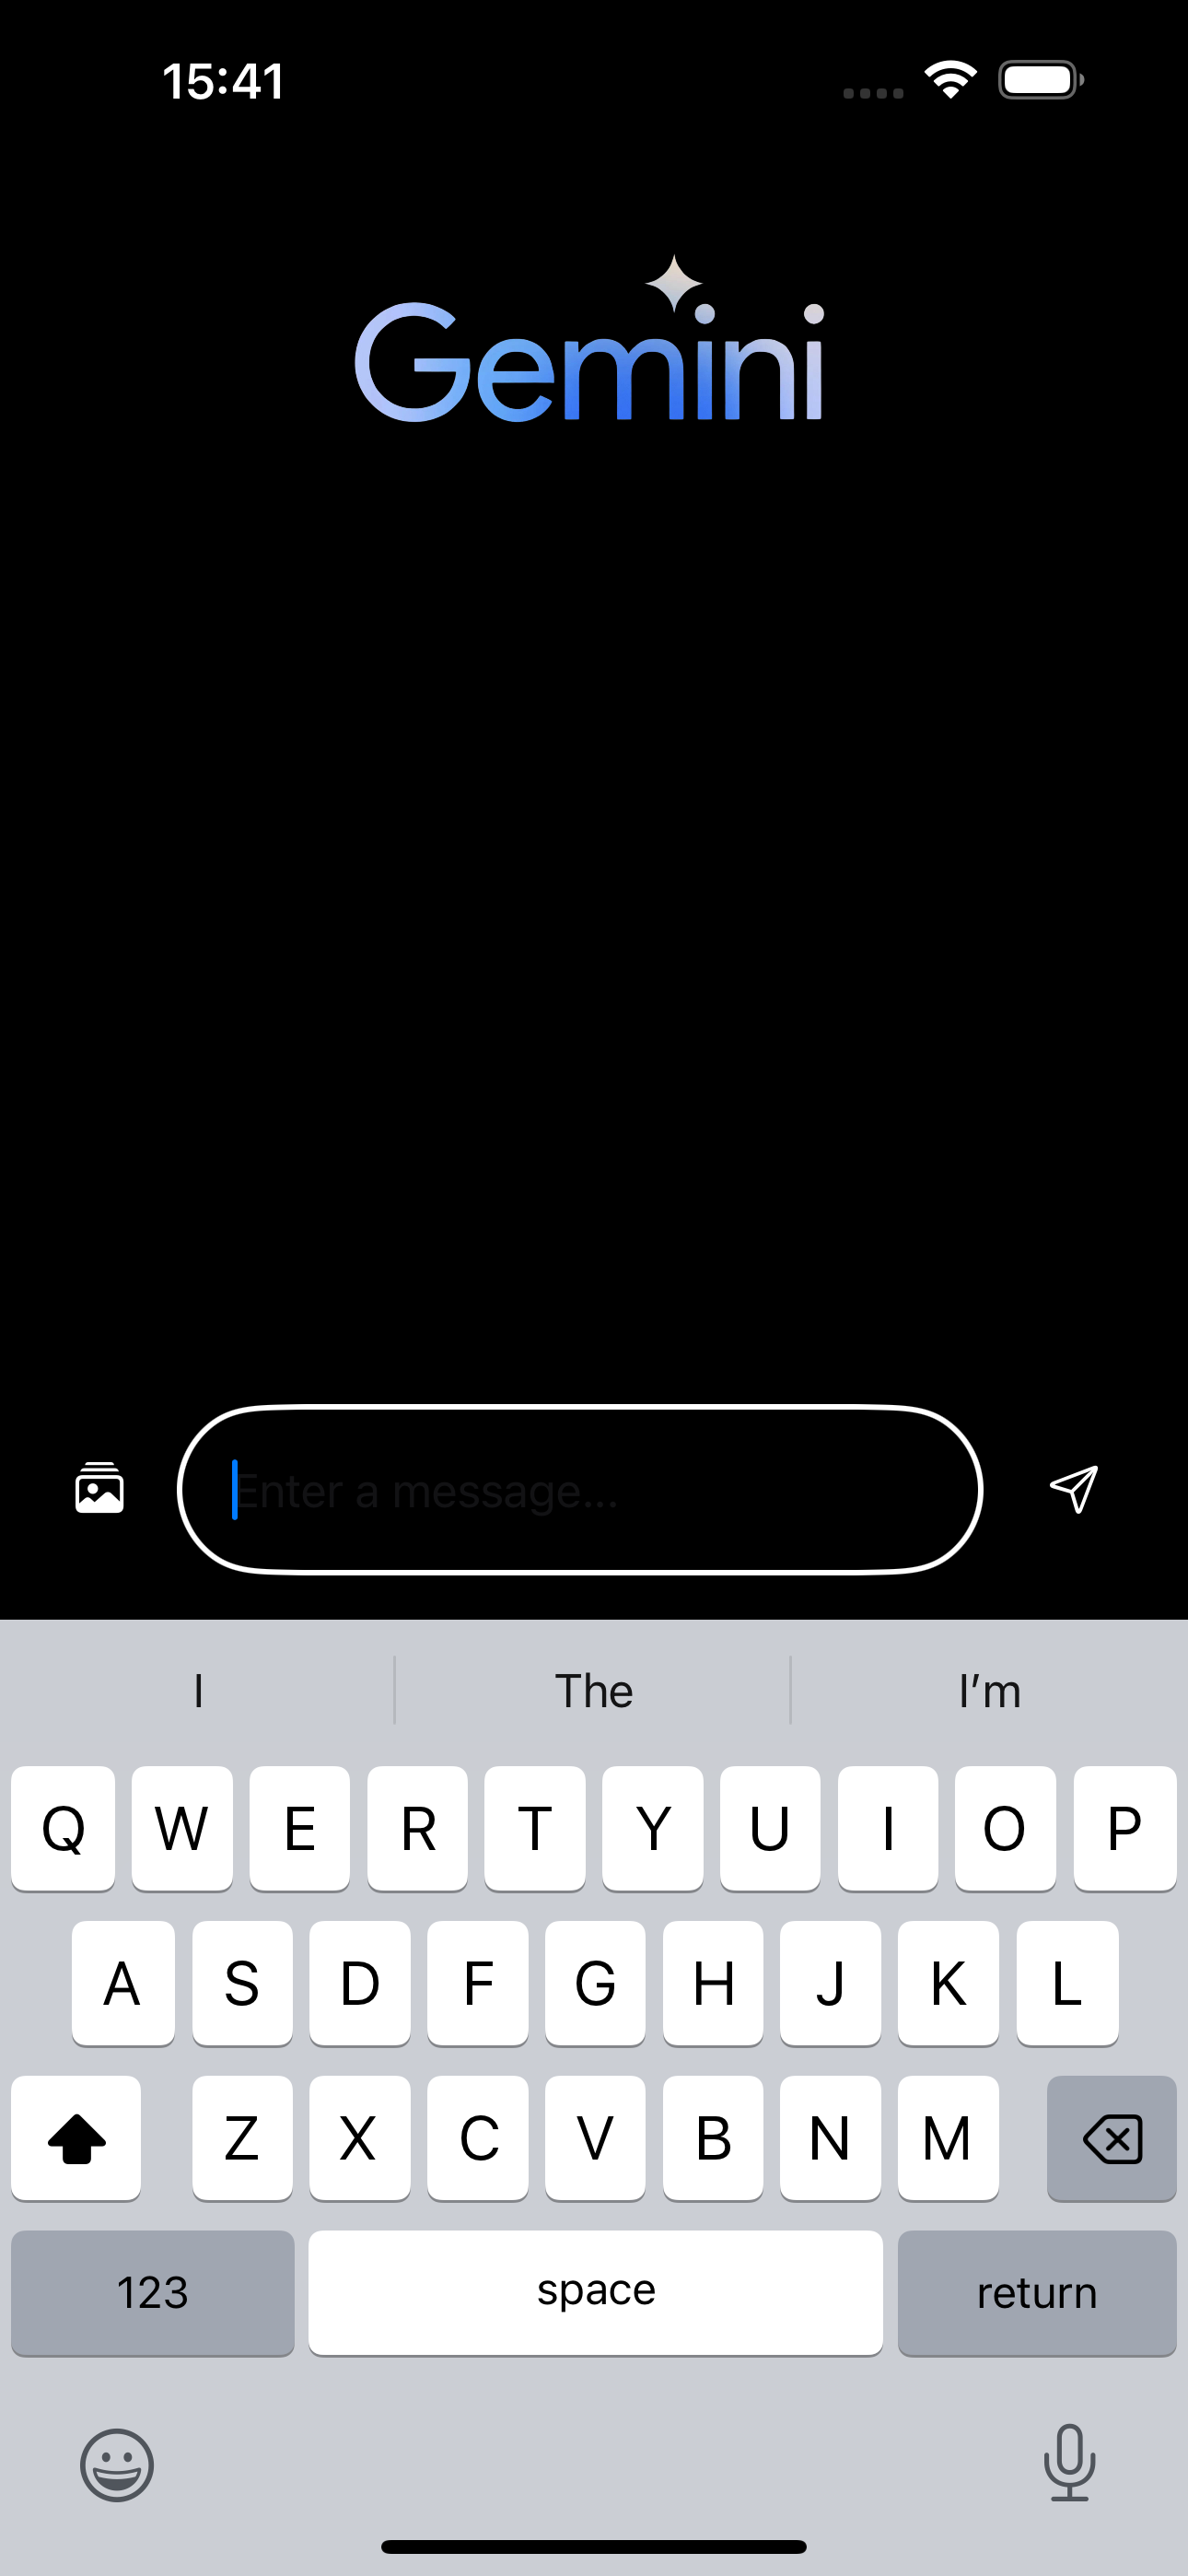 15:41
Gemini
Enter a message...
I The I’m
Q W E R T Y U I O P
A S D F G H J K L
Z X C V B N M
123 space return